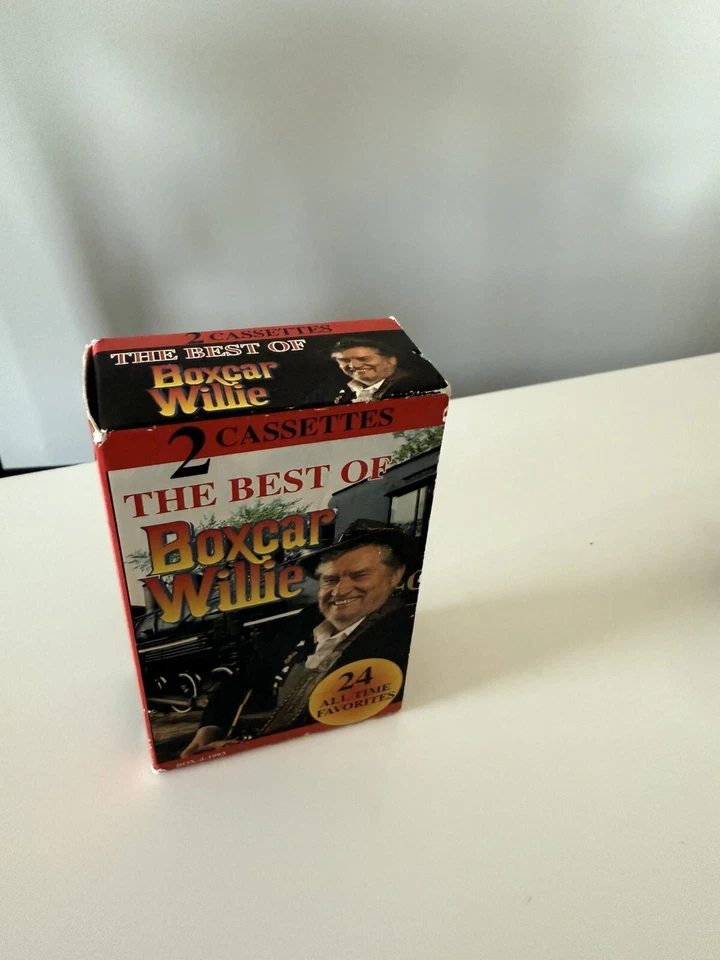 2 CASSETTES
THE BEST OF
Boxcar
Willie
2 CASSETTES
THE BEST OF
Boxcar
Willie
24
ALL TIME
FAVORITES